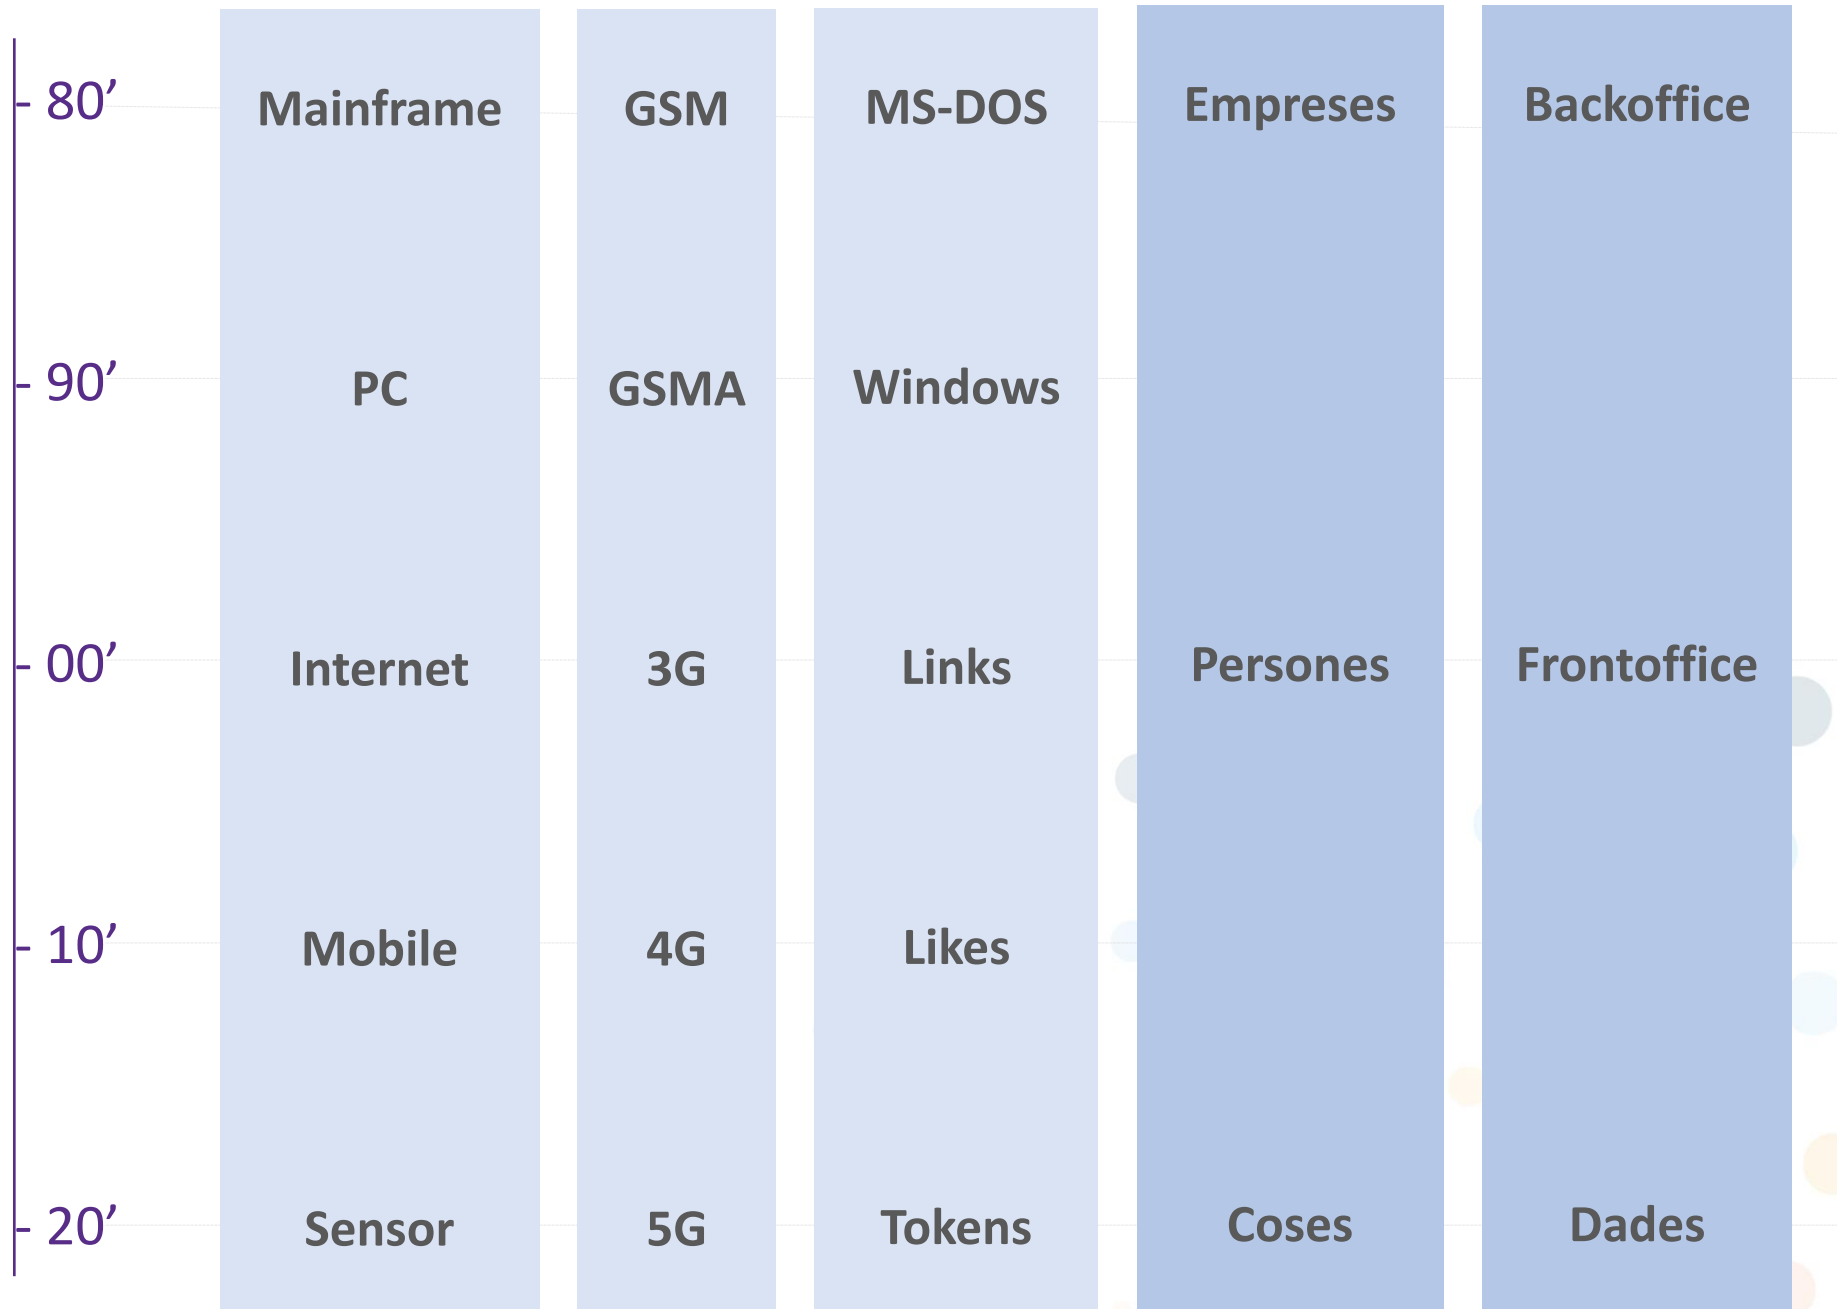 - 80’ Mainframe GSM MS-DOS Empreses Backoffice
- 90’ PC GSMA Windows
- 00’ Internet 3G Links Persones Frontoffice
- 10’ Mobile 4G Likes
- 20’ Sensor 5G Tokens Coses Dades